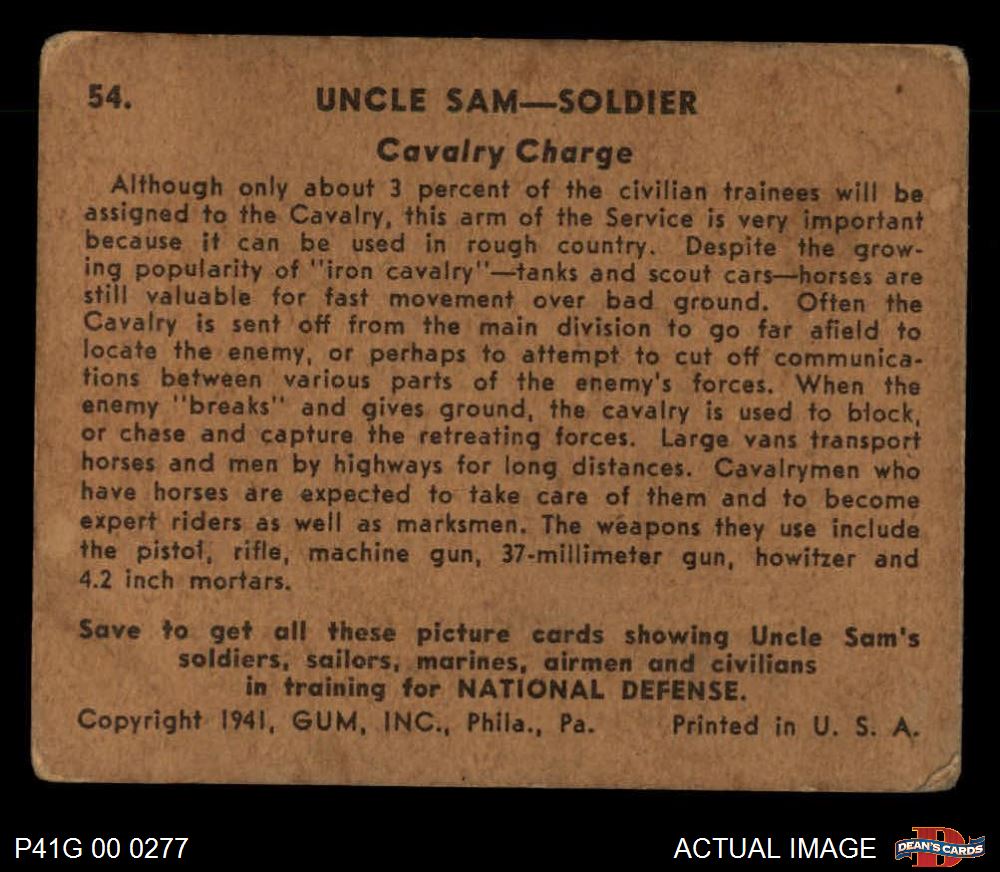 54. UNCLE SAM—SOLDIER
Cavalry Charge
Although only about 3 percent of the civilian trainees will be
assigned to the Cavalry, this arm of the Service is very important
because it can be used in rough country. Despite the grow-
ing popularity of "iron cavalry"—tanks and scout cars—horses are
still valuable for fast movement over bad ground. Often the
Cavalry is sent off from the main division to go far afield to
locate the enemy, or perhaps to attempt to cut off communica-
tions between various parts of the enemy's forces. When the
enemy "breaks" and gives ground, the cavalry is used to block,
or chase and capture the retreating forces. Large vans transport
horses and men by highways for long distances. Cavalrymen who
have horses are expected to take care of them and to become
expert riders as well as marksmen. The weapons they use include
the pistol, rifle, machine gun, 37-millimeter gun, howitzer and
4.2 inch mortars.
Save to get all these picture cards showing Uncle Sam's
soldiers, sailors, marines, airmen and civilians
in training for NATIONAL DEFENSE.
Copyright 1941, GUM, INC., Phila., Pa. Printed in U. S. A.
P41G 00 0277 ACTUAL IMAGE DEAN'S CARDS